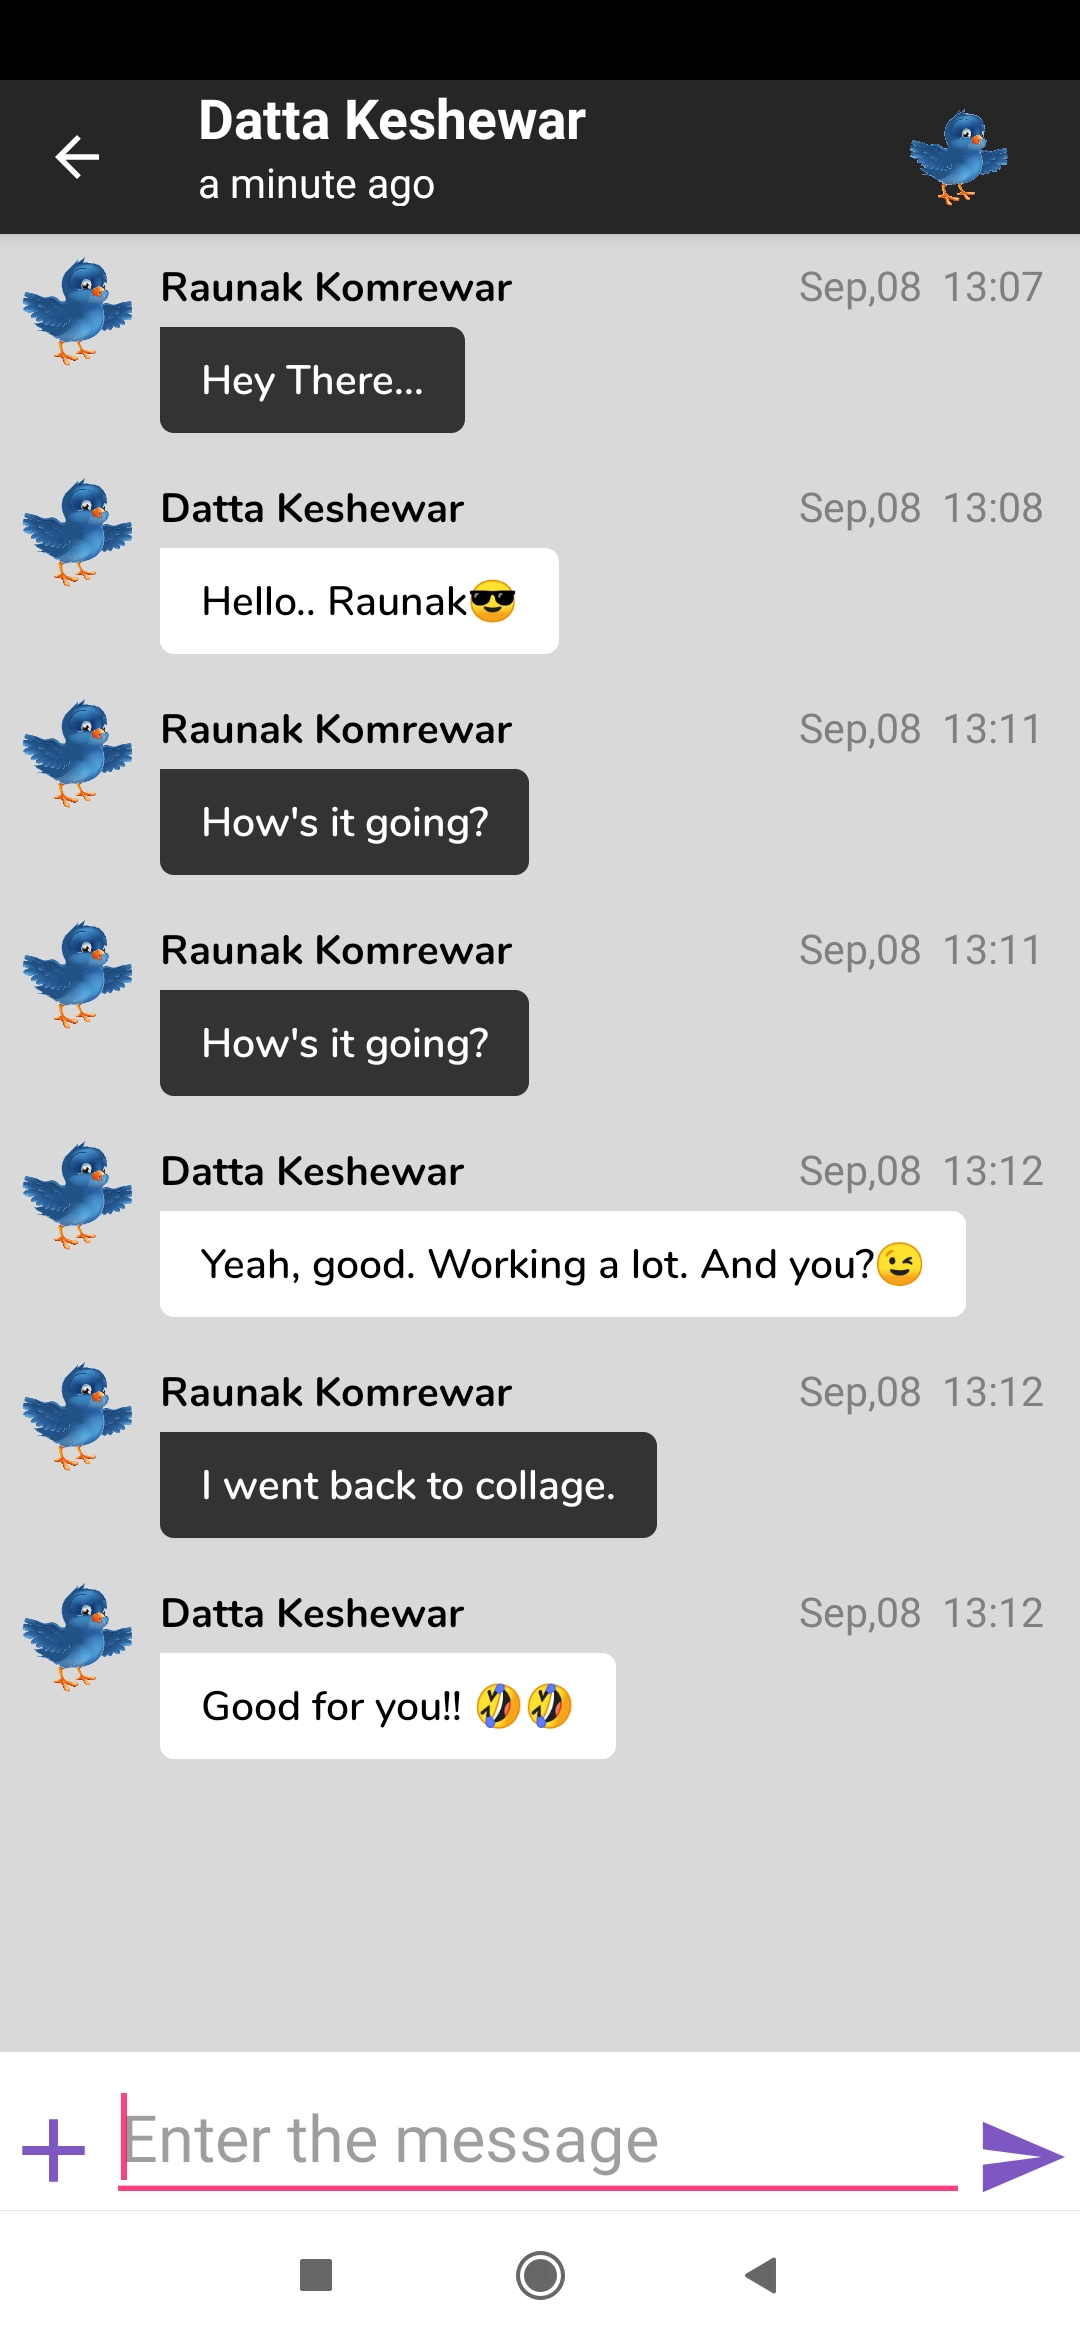 Datta Keshewar
a minute ago
Raunak Komrewar Sep,08 13:07
Hey There...
Datta Keshewar Sep,08 13:08
Hello.. Raunak😎
Raunak Komrewar Sep,08 13:11
How's it going?
Raunak Komrewar Sep,08 13:11
How's it going?
Datta Keshewar Sep,08 13:12
Yeah, good. Working a lot. And you?😉
Raunak Komrewar Sep,08 13:12
I went back to collage.
Datta Keshewar Sep,08 13:12
Good for you!! 🤣🤣
Enter the message